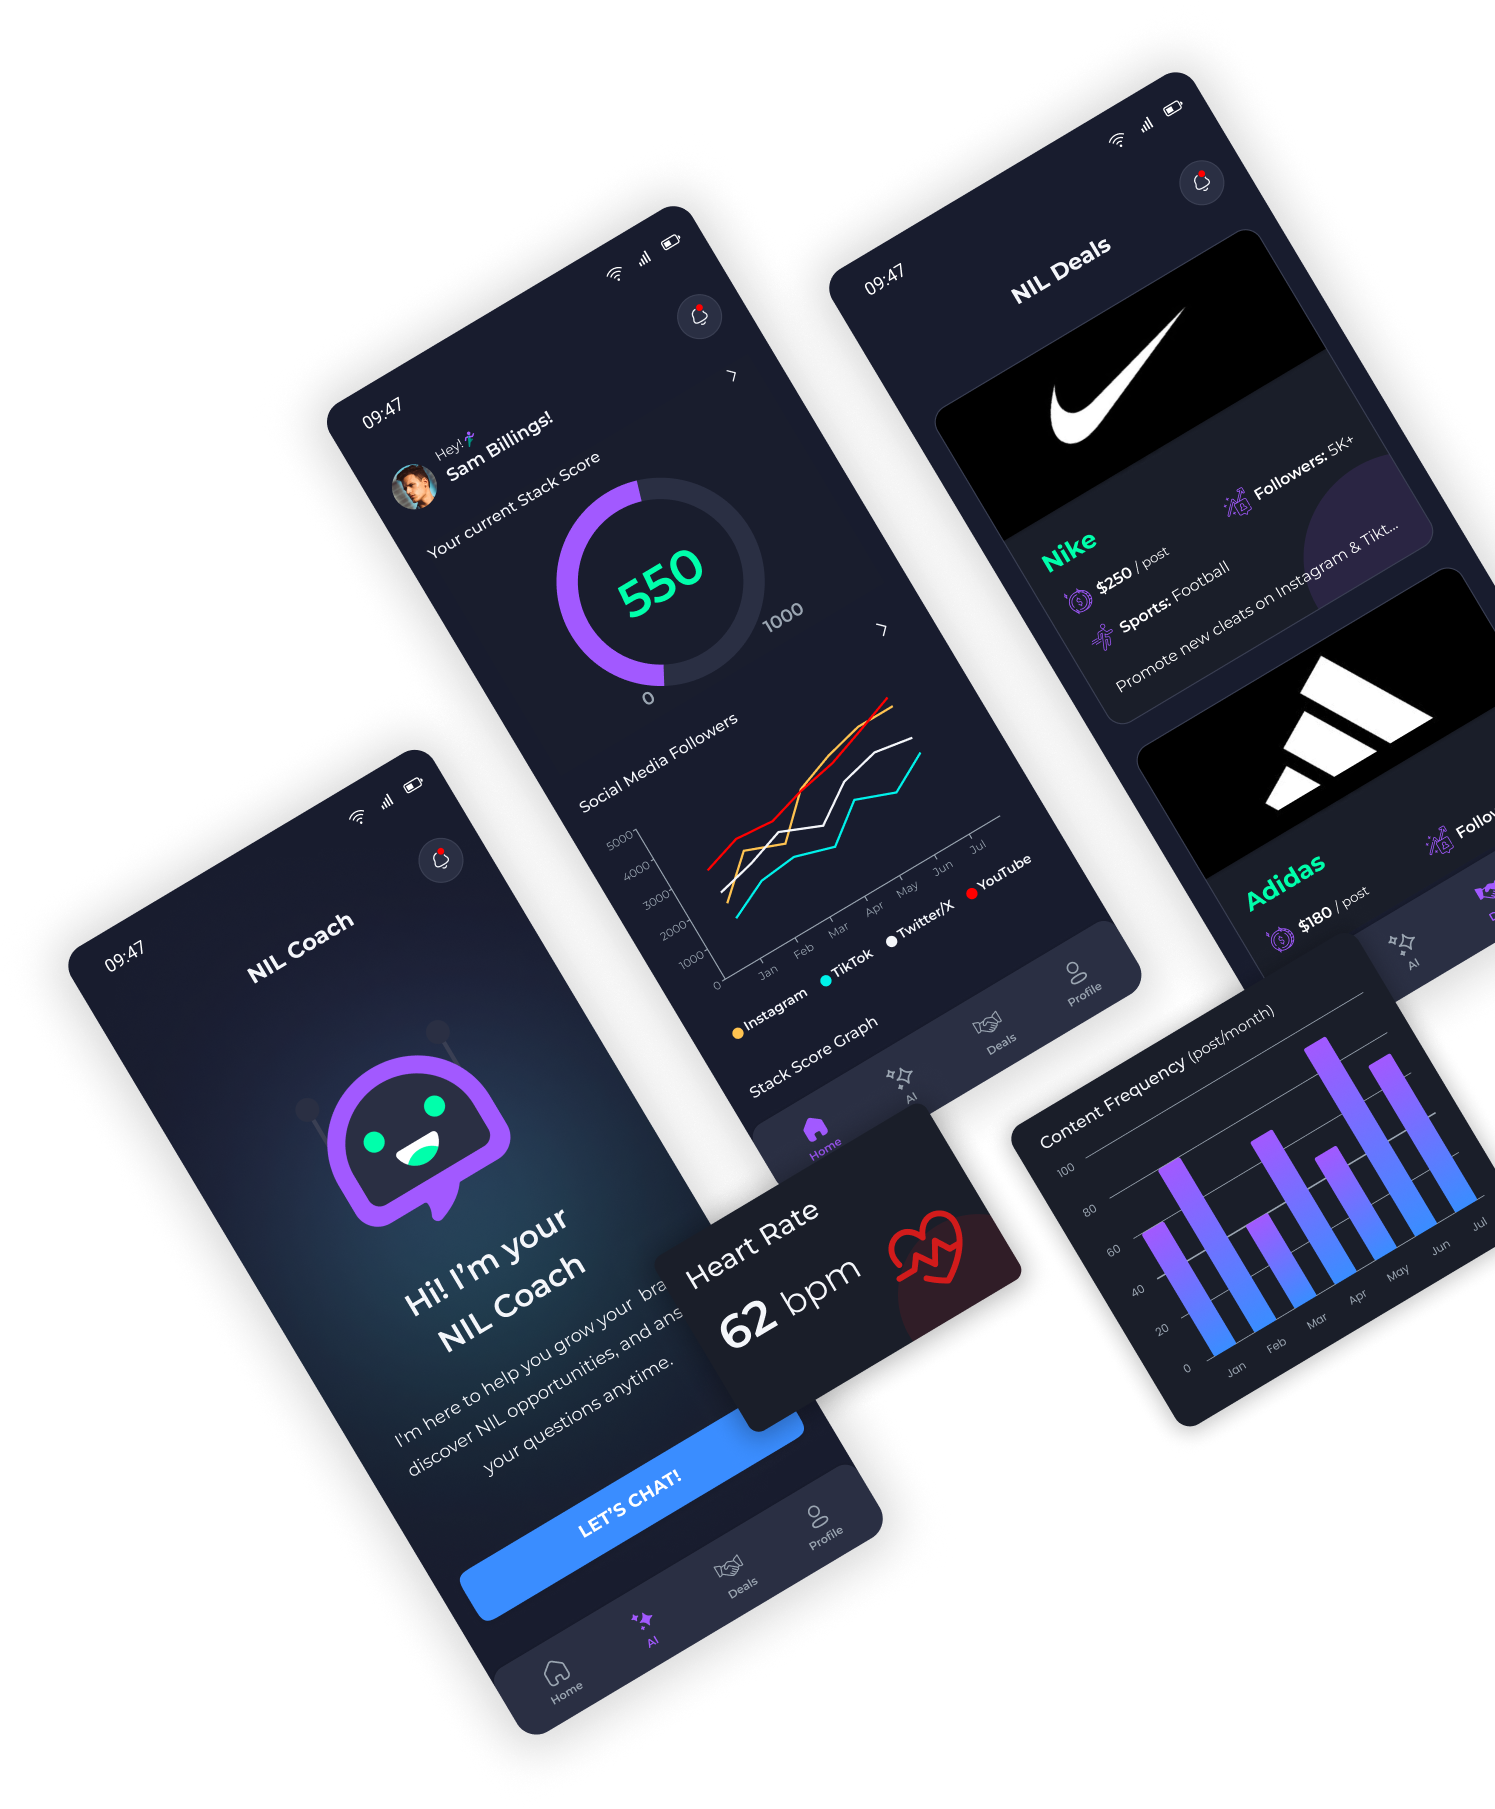 09:47
NIL Coach
Hi! I'm your
NIL Coach
I'm here to help you grow your bra
discover NIL opportunities, and ans
your questions anytime.
LET'S CHAT!
Home
AI
Deals
Profile
09:47
Hey!
Sam Billings!
Your current Stack Score
550
0
1000
Social Media Followers
5000
4000
3000
2000
1000
0
Jan
Feb
Mar
Apr
May
Jun
Jul
Instagram
TikTok
Twitter/X
YouTube
Stack Score Graph
Home
AI
Deals
Profile
09:47
NIL Deals
Nike
Followers: 5K+
$250 / post
Sports: Football
Promote new cleats on Instagram & Tikt...
Adidas
Follow
$180 / post
AI
D
Heart Rate
62 bpm
Content Frequency (post/month)
100
80
60
40
20
0
Jan
Feb
Mar
Apr
May
Jun
Jul